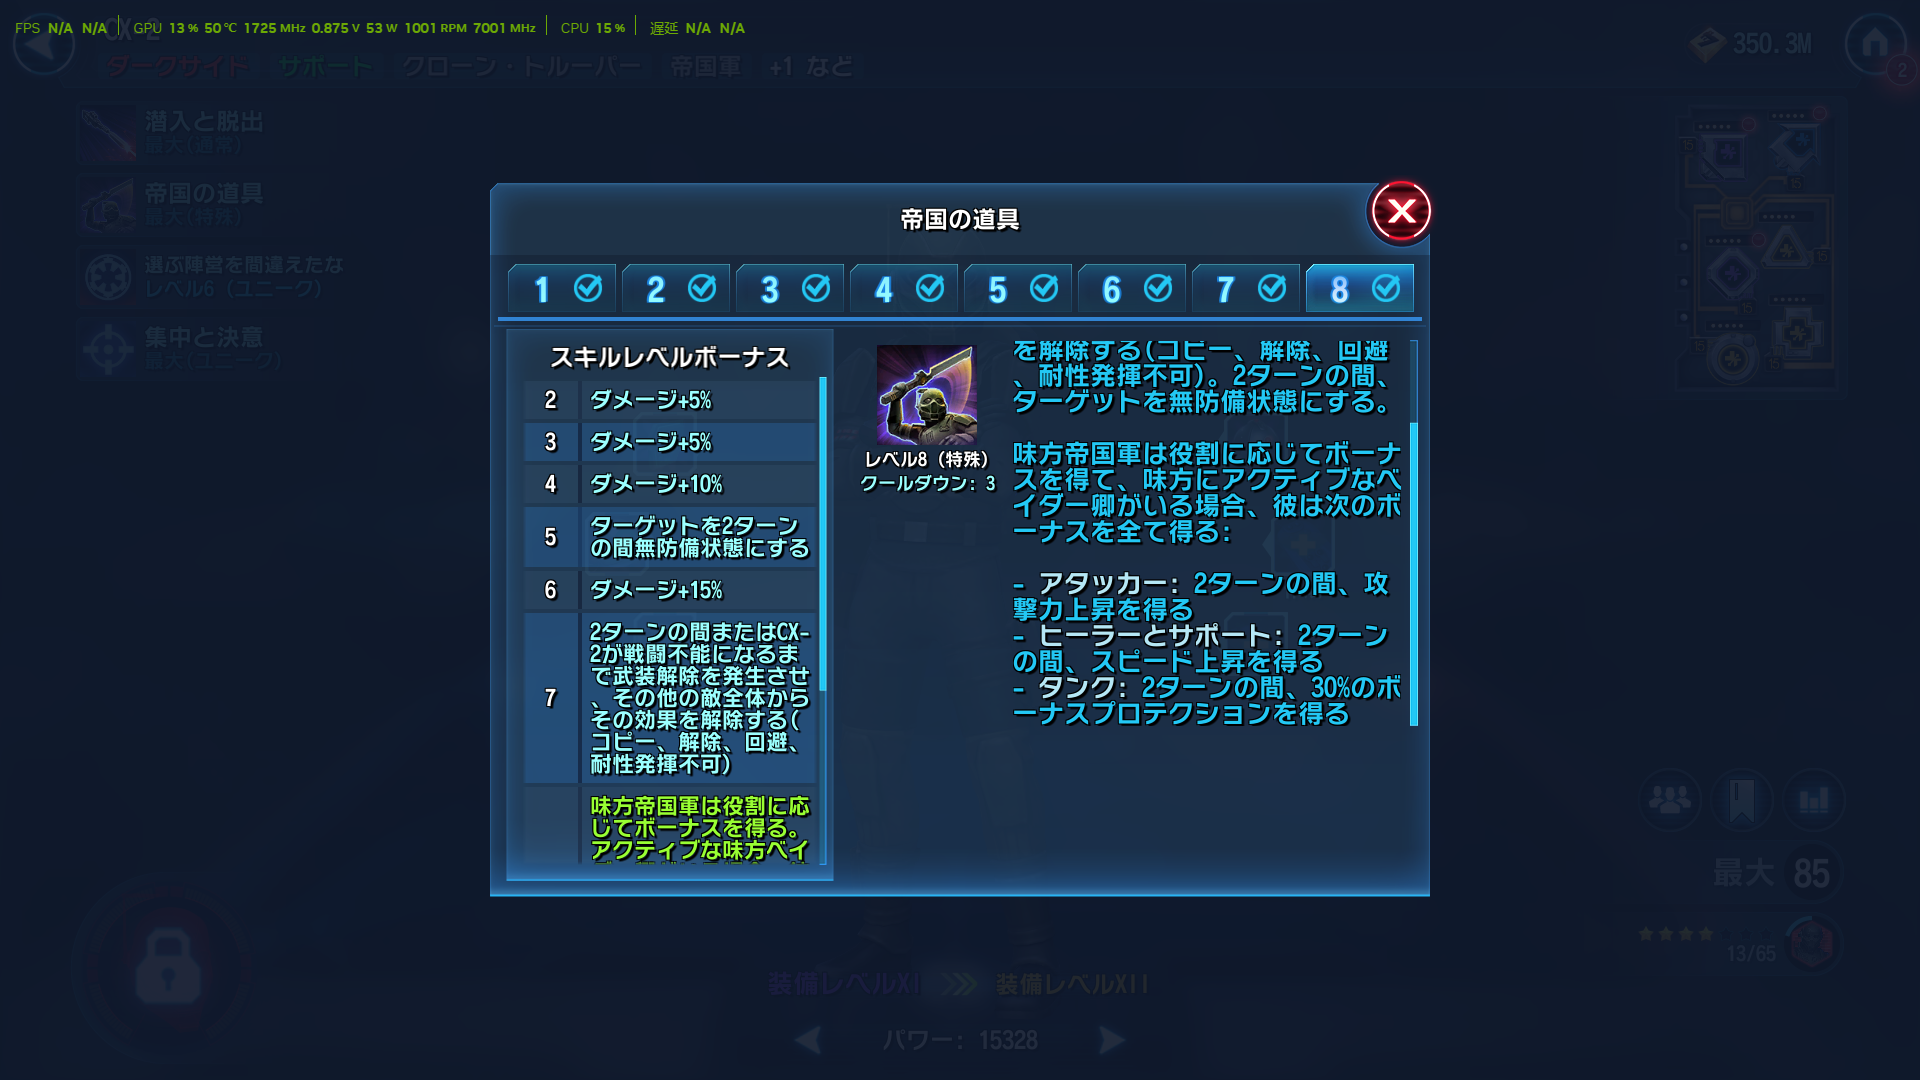 FPS N/A N/A GPU 13 % 50 ℃ 1725 MHz 0.875 V 53 W 1001 RPM 7001 MHz CPU 15 % 遅延 N/A N/A
CX-2
ダークサイド サポート クローン・トルーパー 帝国軍 +1 など
350.3M
2
潜入と脱出
最大(通常)
帝国の道具
最大(特殊)
選ぶ陣営を間違えたな
レベル6 (ユニーク)
集中と決意
最大(ユニーク)
帝国の道具
1 2 3 4 5 6 7 8
スキルレベルボーナス
2 ダメージ+5%
3 ダメージ+5%
4 ダメージ+10%
5 ターゲットを2ターン
の間無防備状態にする
6 ダメージ+15%
7 2ターンの間またはCX-
2が戦闘不能になるま
で武装解除を発生させ
、その他の敵全体から
その効果を解除する(
コピー、解除、回避、
耐性発揮不可)
味方帝国軍は役割に応
じてボーナスを得る。
アクティブな味方ベイ
レベル8 (特殊)
クールダウン: 3
を解除する(コピー、解除、回避
、耐性発揮不可)。2ターンの間、
ターゲットを無防備状態にする。
味方帝国軍は役割に応じてボーナ
スを得て、味方にアクティブなベ
イダー卿がいる場合、彼は次のボ
ーナスを全て得る:
- アタッカー: 2ターンの間、攻
撃力上昇を得る
- ヒーラーとサポート: 2ターン
の間、スピード上昇を得る
- タンク: 2ターンの間、30%のボ
ーナスプロテクションを得る
15
15
15
15
15
15
最大 85
13/65
装備レベルXI 装備レベルXII
パワー: 15328